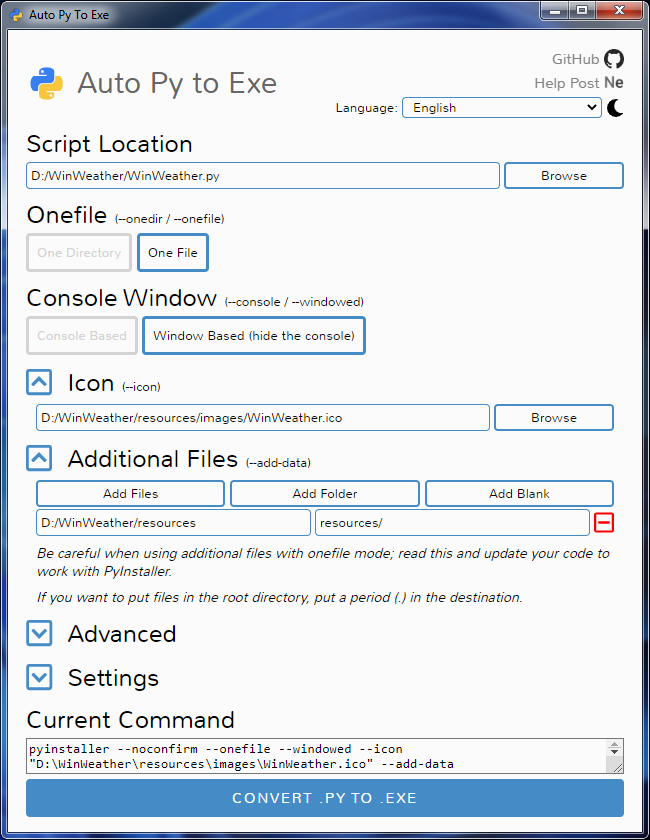 Auto Py To Exe
GitHub
Auto Py to Exe
Help Post Ne
Language: English
Script Location
D:/WinWeather/WinWeather.py Browse
Onefile (--onedir / --onefile)
One Directory One File
Console Window (--console / --windowed)
Console Based Window Based (hide the console)
Icon (--icon)
D:/WinWeather/resources/images/WinWeather.ico Browse
Additional Files (--add-data)
Add Files Add Folder Add Blank
D:/WinWeather/resources resources/
Be careful when using additional files with onefile mode; read this and update your code to
work with PyInstaller.
If you want to put files in the root directory, put a period (.) in the destination.
Advanced
Settings
Current Command
pyinstaller --noconfirm --onefile --windowed --icon
"D:\WinWeather\resources\images\WinWeather.ico" --add-data
CONVERT .PY TO .EXE